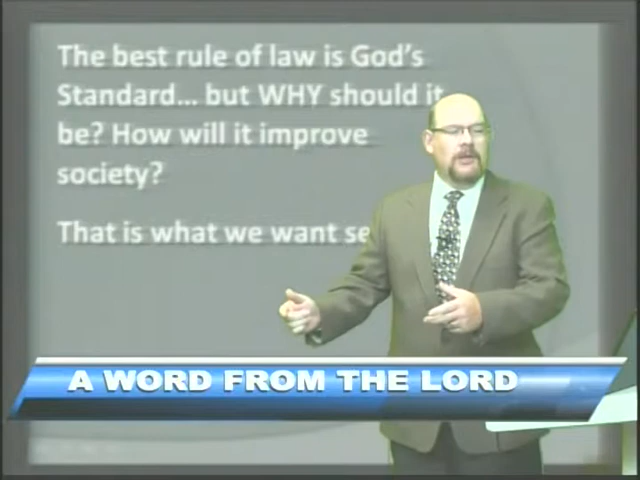 The best rule of law is God's
Standard... but WHY should it
be? How will it improve
society?
That is what we want se
A WORD FROM THE LORD